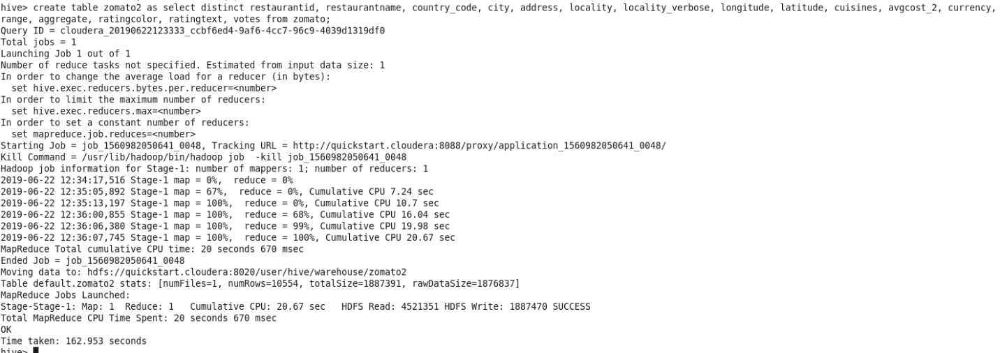 hive> create table zomato2 as select distinct restaurantid, restaurantname, country_code, city, address, locality, locality_verbose, longitude, latitude, cuisines, avgcost_2, currency,
range, aggregate, ratingcolor, ratingtext, votes from zomato;
Query ID = cloudera_20190622123333_ccbf6ed4-9af6-4cc7-96c9-4039d1319df0
Total jobs = 1
Launching Job 1 out of 1
Number of reduce tasks not specified. Estimated from input data size: 1
In order to change the average load for a reducer (in bytes):
  set hive.exec.reducers.bytes.per.reducer=<number>
In order to limit the maximum number of reducers:
  set hive.exec.reducers.max=<number>
In order to set a constant number of reducers:
  set mapreduce.job.reduces=<number>
Starting Job = job_1560982050641_0048, Tracking URL = http://quickstart.cloudera:8088/proxy/application_1560982050641_0048/
Kill Command = /usr/lib/hadoop/bin/hadoop job  -kill job_1560982050641_0048
Hadoop job information for Stage-1: number of mappers: 1; number of reducers: 1
2019-06-22 12:34:17,516 Stage-1 map = 0%,  reduce = 0%
2019-06-22 12:35:05,892 Stage-1 map = 67%,  reduce = 0%, Cumulative CPU 7.24 sec
2019-06-22 12:35:13,197 Stage-1 map = 100%,  reduce = 0%, Cumulative CPU 10.7 sec
2019-06-22 12:36:00,855 Stage-1 map = 100%,  reduce = 68%, Cumulative CPU 16.04 sec
2019-06-22 12:36:06,380 Stage-1 map = 100%,  reduce = 99%, Cumulative CPU 19.98 sec
2019-06-22 12:36:07,745 Stage-1 map = 100%,  reduce = 100%, Cumulative CPU 20.67 sec
MapReduce Total cumulative CPU time: 20 seconds 670 msec
Ended Job = job_1560982050641_0048
Moving data to: hdfs://quickstart.cloudera:8020/user/hive/warehouse/zomato2
Table default.zomato2 stats: [numFiles=1, numRows=10554, totalSize=1887391, rawDataSize=1876837]
MapReduce Jobs Launched:
Stage-Stage-1: Map: 1  Reduce: 1   Cumulative CPU: 20.67 sec   HDFS Read: 4521351 HDFS Write: 1887470 SUCCESS
Total MapReduce CPU Time Spent: 20 seconds 670 msec
OK
Time taken: 162.953 seconds
hive>